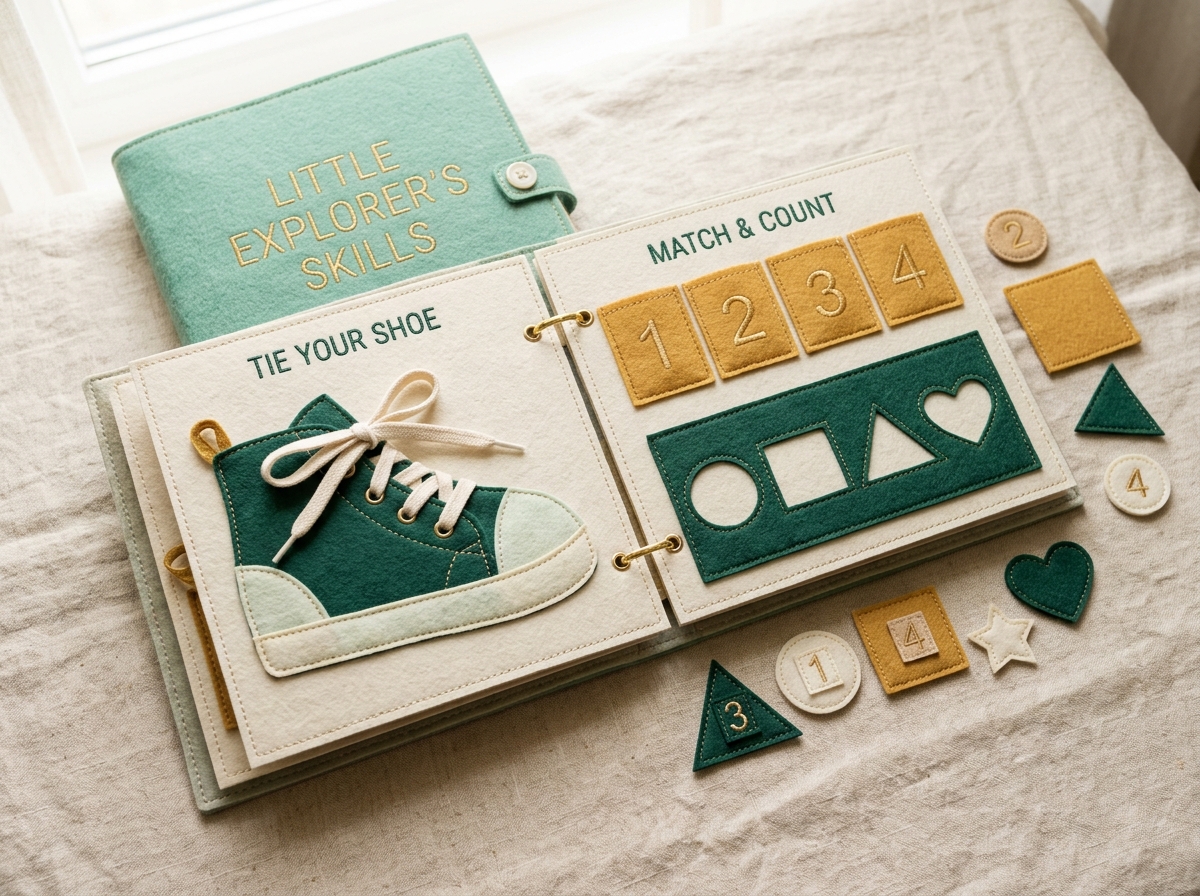 LITTLE
EXPLORER'S
SKILLS
TIE YOUR SHOE
MATCH & COUNT
1 2 3 4
2
4
4
1
3